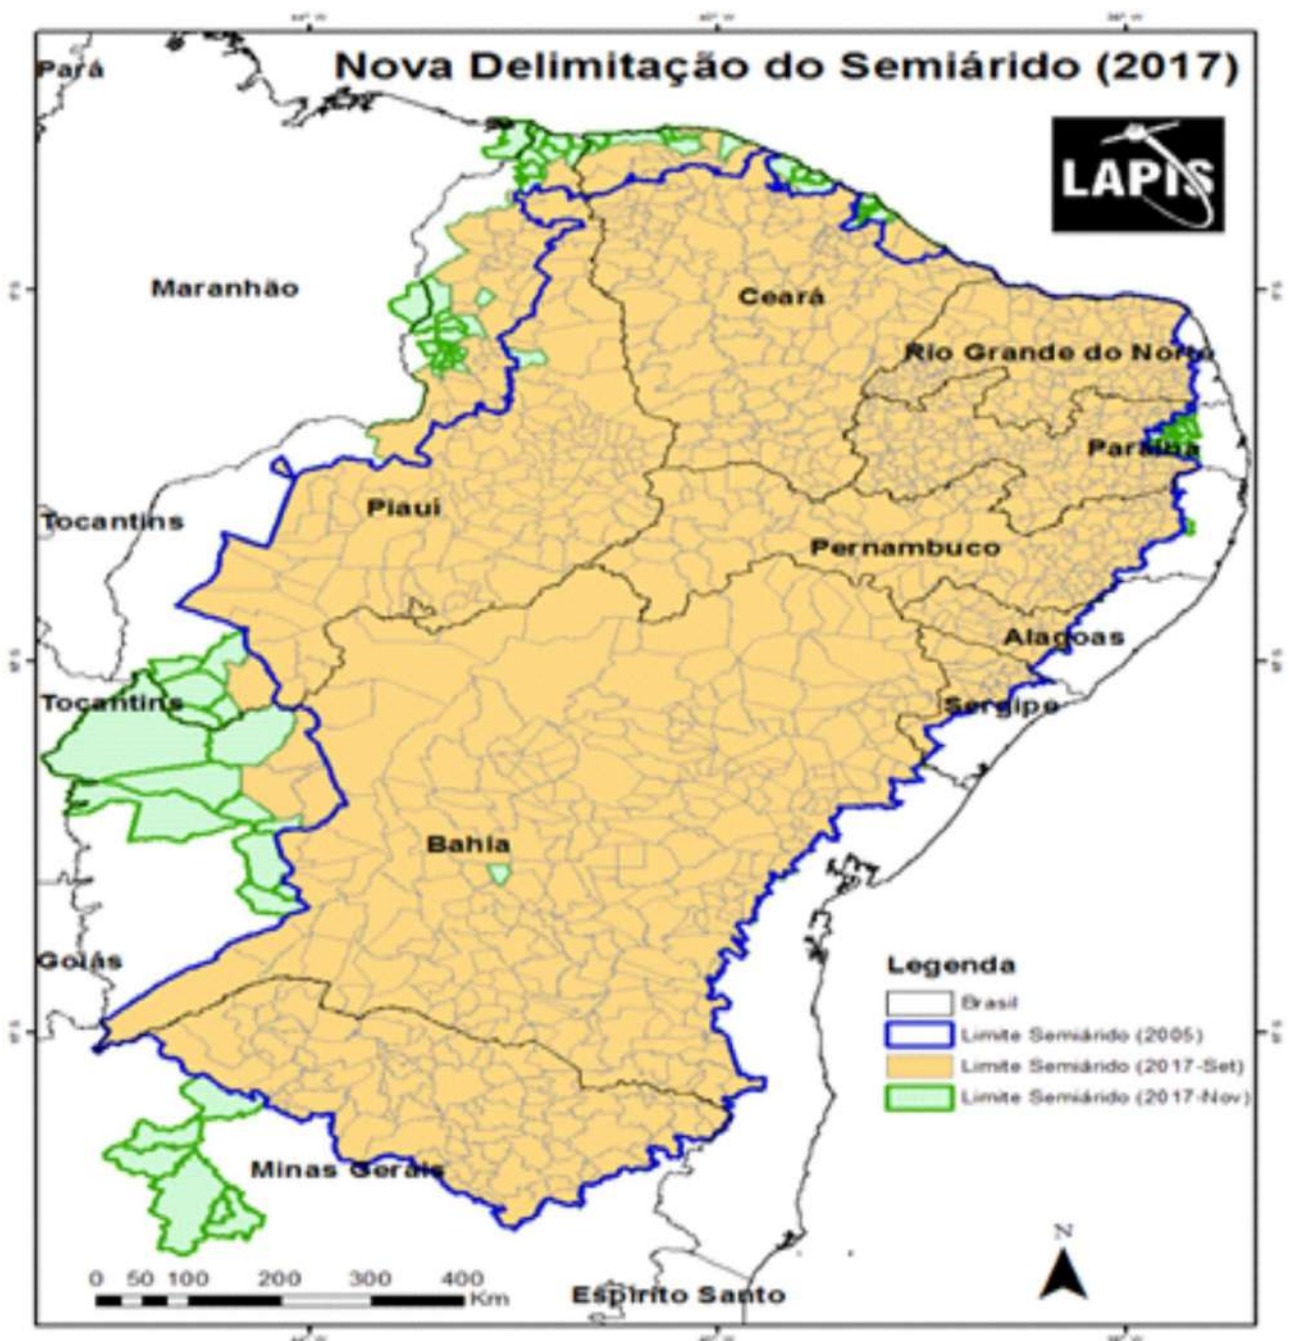 Nova Delimitação do Semiárido (2017)
Pará
LAPIS
Maranhão
Ceará
Rio Grande do Norte
Paraíba
Piauí
Tocantins
Pernambuco
Alagoas
Tocantins
Sergipe
Bahia
Goiás
Legenda
Brasil
Limite Semiárido (2005)
Limite Semiárido (2017-Set)
Limite Semiárido (2017-Nov)
Minas Gerais
N
0 50 100 200 300 400
Km
Espírito Santo